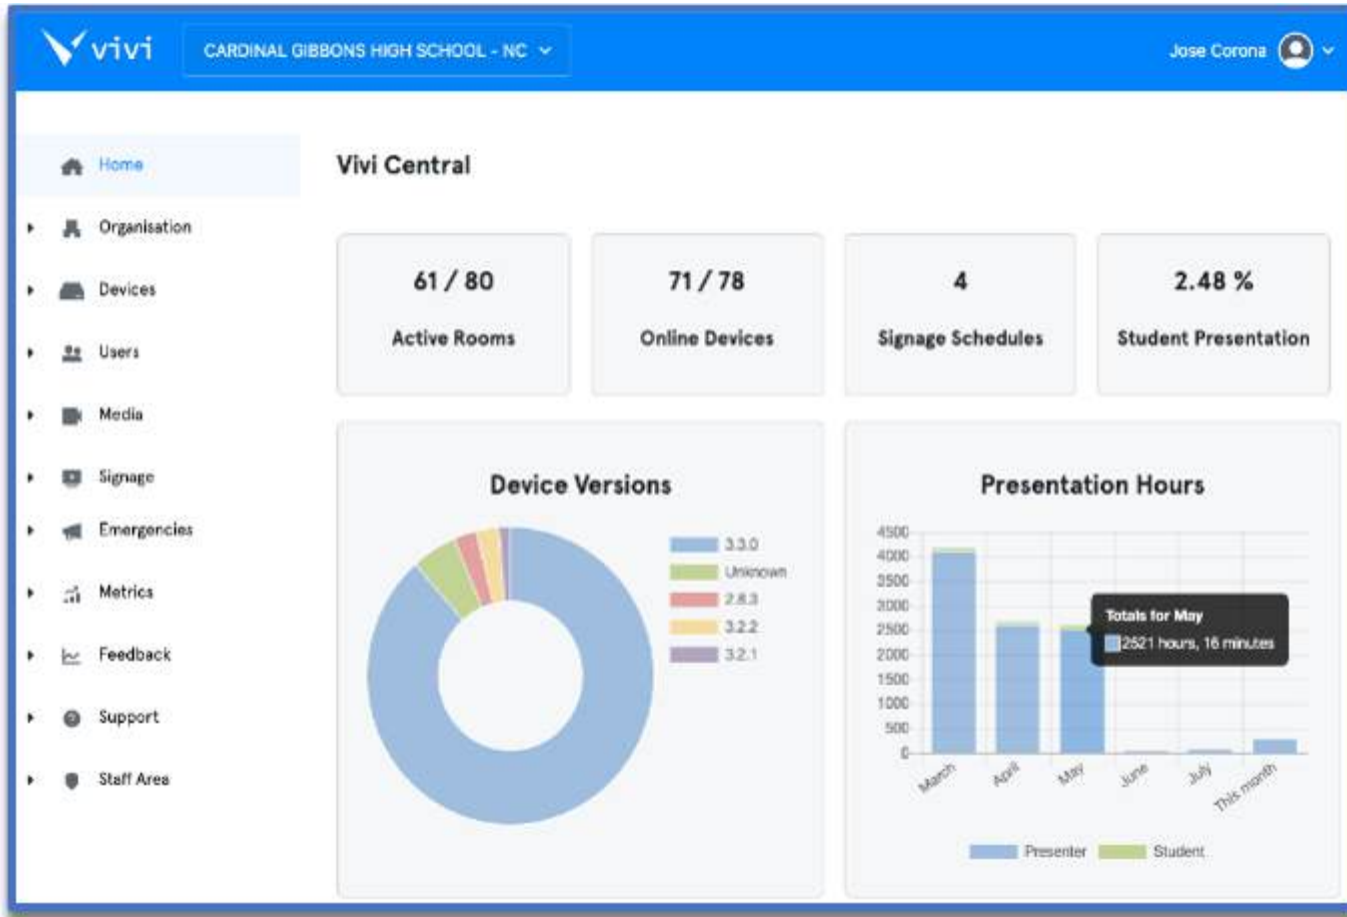 vivi
CARDINAL GIBBONS HIGH SCHOOL - NC
Jose Corona
Home
Organisation
Devices
Users
Media
Signage
Emergencies
Metrics
Feedback
Support
Staff Area
Vivi Central
61 / 80
Active Rooms
71 / 78
Online Devices
4
Signage Schedules
2.48 %
Student Presentation
Device Versions
3.3.0
Unknown
2.8.3
3.2.2
3.2.1
Presentation Hours
4500
4000
3500
3000
2500
2000
1500
1000
500
0
Totals for May
2521 hours, 16 minutes
March
April
May
June
July
This month
Presenter
Student